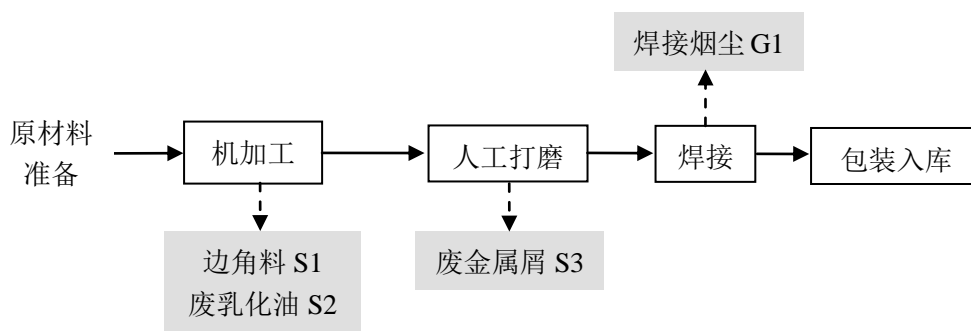 焊接烟尘 G1
原材料
准备
机加工
人工打磨
焊接
包装入库
边角料 S1
废乳化油 S2
废金属屑 S3